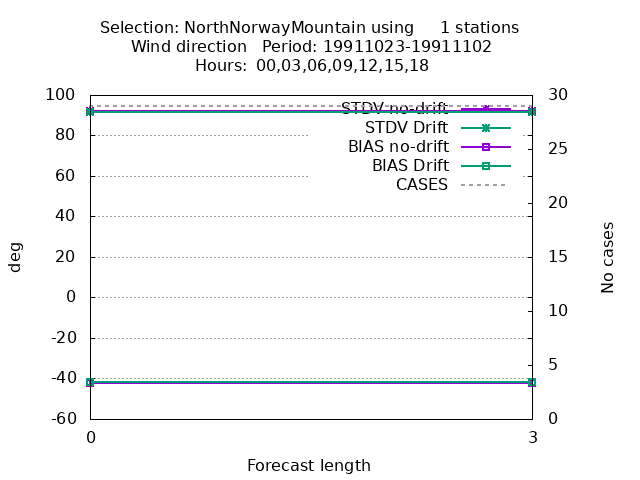 Selection: NorthNorwayMountain using 1 stations
Wind direction Period: 19911023-19911102
Hours: 00,03,06,09,12,15,18
100
80
60
40
20
0
-20
-40
-60
deg
STDV no-drift
STDV Drift
BIAS no-drift
BIAS Drift
CASES
30
25
20
15
10
5
0
No cases
0 3
Forecast length